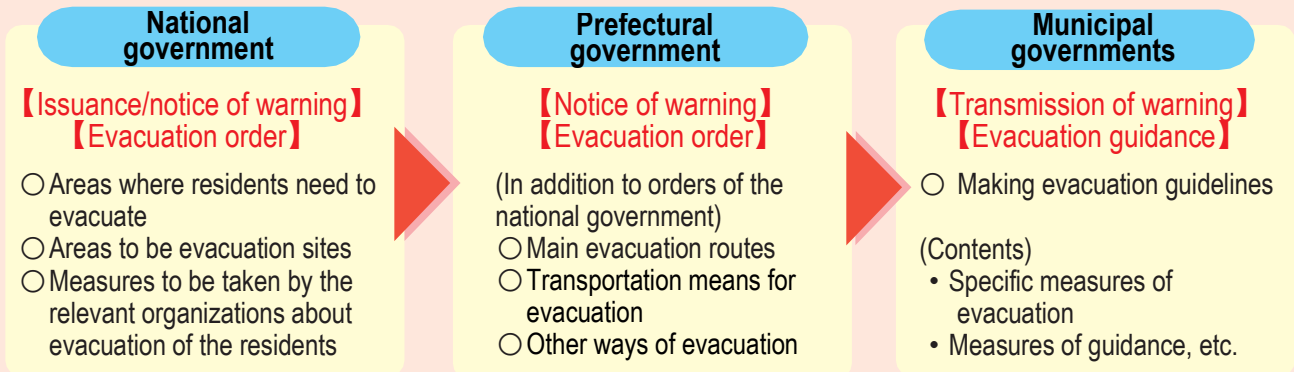 National
government
【Issuance/notice of warning】
【Evacuation order】
○Areas where residents need to
evacuate
○Areas to be evacuation sites
○Measures to be taken by the
relevant organizations about
evacuation of the residents
Prefectural
government
【Notice of warning】
【Evacuation order】
(In addition to orders of the
national government)
○Main evacuation routes
○Transportation means for
evacuation
○Other ways of evacuation
Municipal
governments
【Transmission of warning】
【Evacuation guidance】
○ Making evacuation guidelines
(Contents)
・Specific measures of
evacuation
・Measures of guidance, etc.